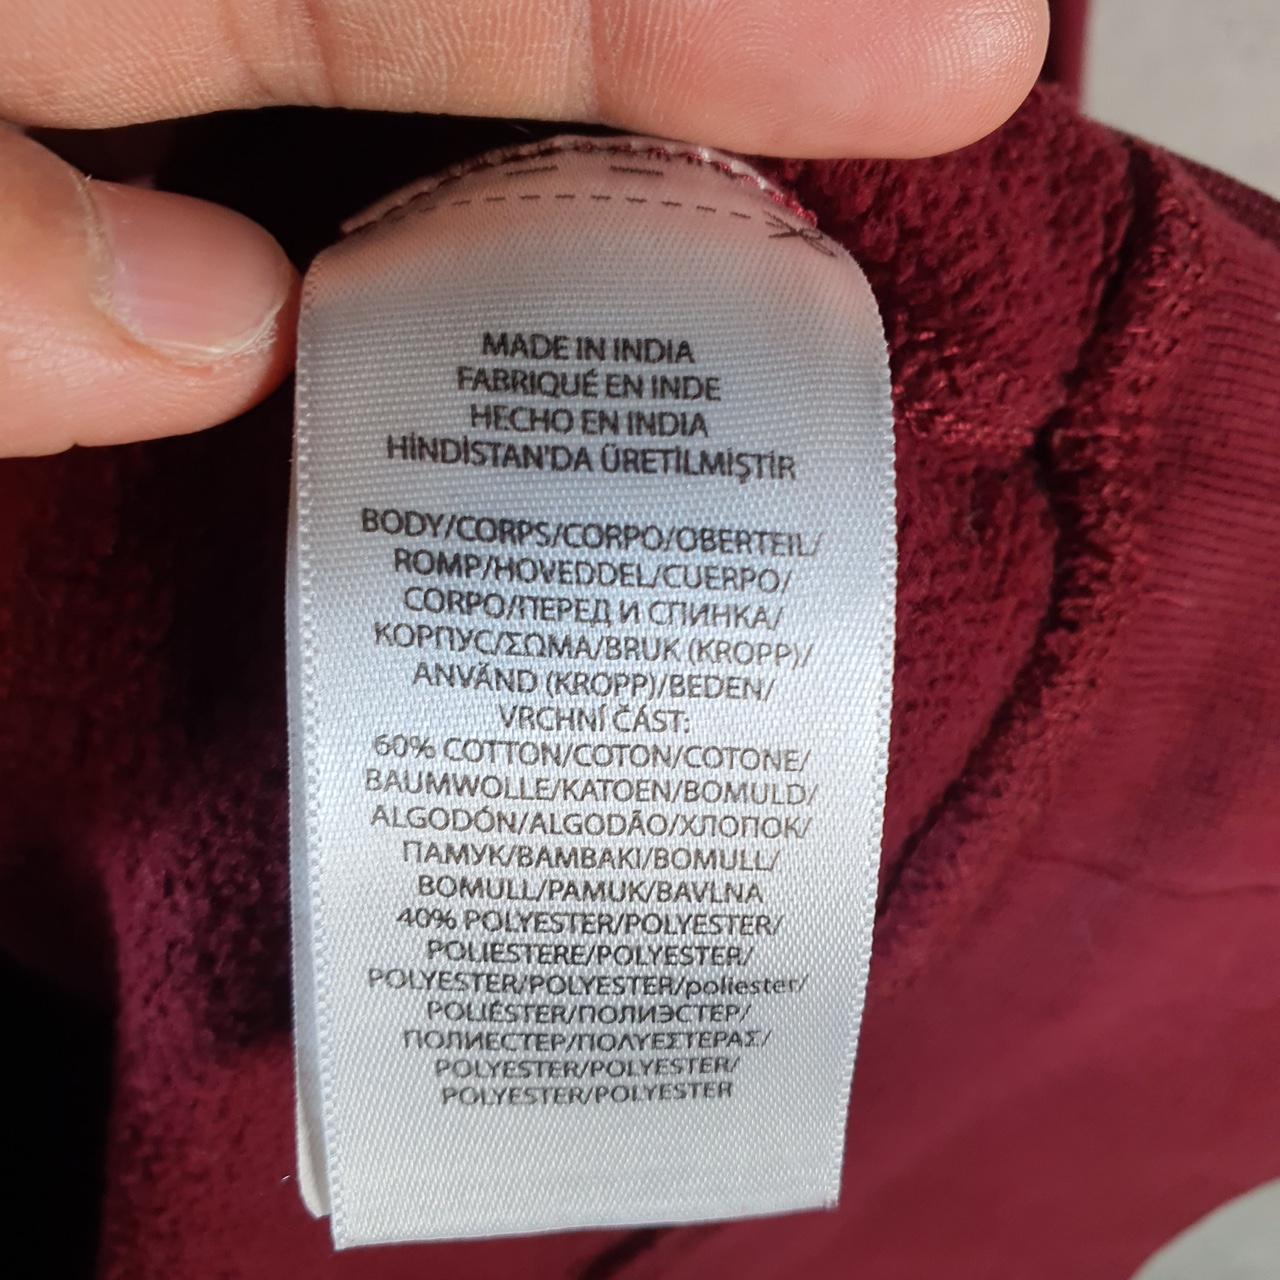 MADE IN INDIA
FABRIQUÉ EN INDE
HECHO EN INDIA
HİNDİSTAN'DA ÜRETİLMİŞTİR
BODY/CORPS/CORPO/OBERTEIL/
ROMP/HOVEDDEL/CUERPO/
CORPO/ПЕРЕД И СПИНКА/
КОРПУС/ΣΩΜΑ/BRUK (KROPP)/
ANVÄND (KROPP)/BEDEN/
VRCHNÍ ČÁST:
60% COTTON/COTON/COTONE/
BAUMWOLLE/KATOEN/BOMULD/
ALGODÓN/ALGODÃO/ХЛОПОК/
ПАМУК/ΒΑΜΒΑΚΙ/BOMULL/
BOMULL/PAMUK/BAVLNA
40% POLYESTER/POLYESTER/
POLIESTERE/POLYESTER/
POLYESTER/POLYESTER/poliester/
POLIÉSTER/ПОЛИЭСТЕР/
ПОЛИЕСТЕР/ΠΟΛΥΕΣΤΕΡΑΣ/
POLYESTER/POLYESTER/
POLYESTER/POLYESTER